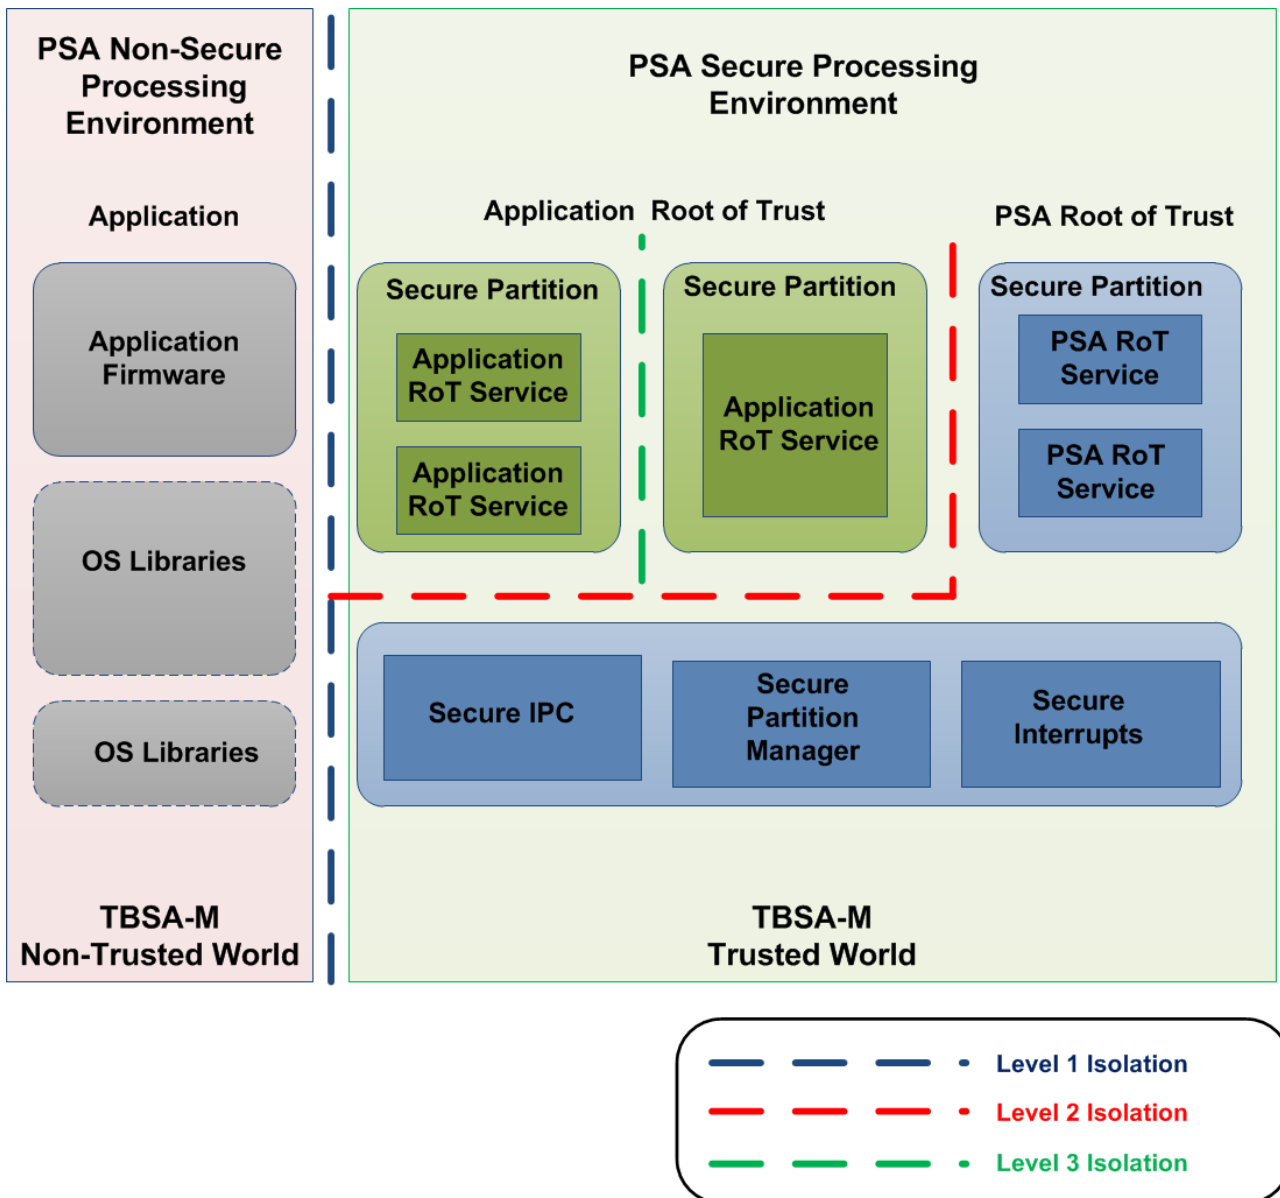 PSA Non-Secure
Processing
Environment
Application
Application
Firmware
OS Libraries
OS Libraries
TBSA-M
Non-Trusted World
PSA Secure Processing
Environment
Application Root of Trust
PSA Root of Trust
Secure Partition
Application
RoT Service
Application
RoT Service
Secure Partition
Application
RoT Service
Secure Partition
PSA RoT
Service
PSA RoT
Service
Secure IPC
Secure
Partition
Manager
Secure
Interrupts
TBSA-M
Trusted World
Level 1 Isolation
Level 2 Isolation
Level 3 Isolation